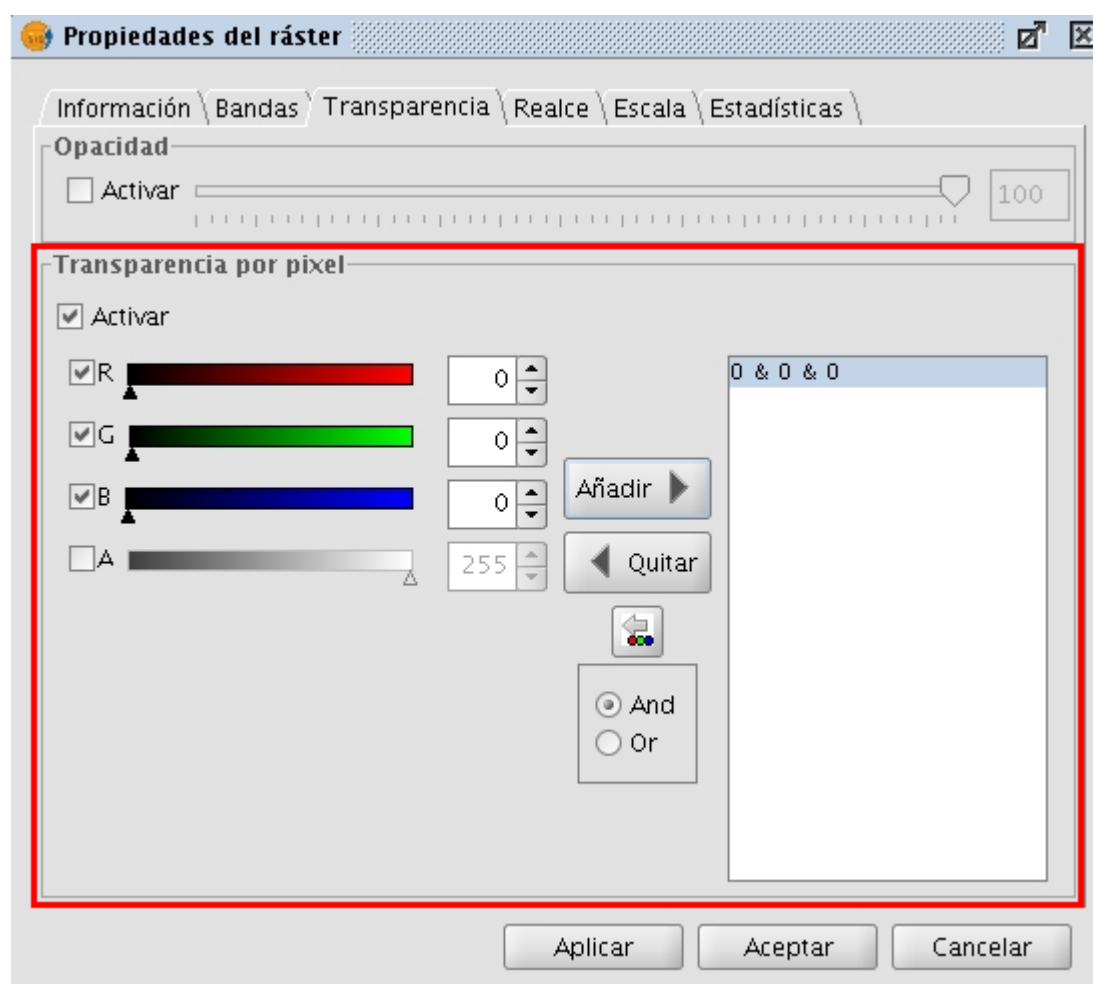 Propiedades del ráster
Información Bandas Transparencia Realce Escala Estadísticas
Opacidad
Activar 100
Transparencia por pixel
Activar
R 0
G 0
B 0
A 255
Añadir
Quitar
And
Or
0 & 0 & 0
Aplicar Aceptar Cancelar